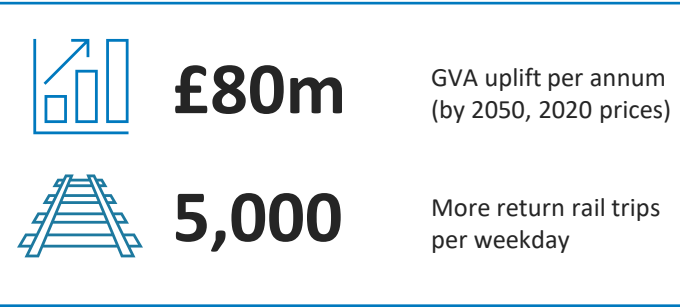 £80m
GVA uplift per annum
(by 2050, 2020 prices)
5,000
More return rail trips
per weekday